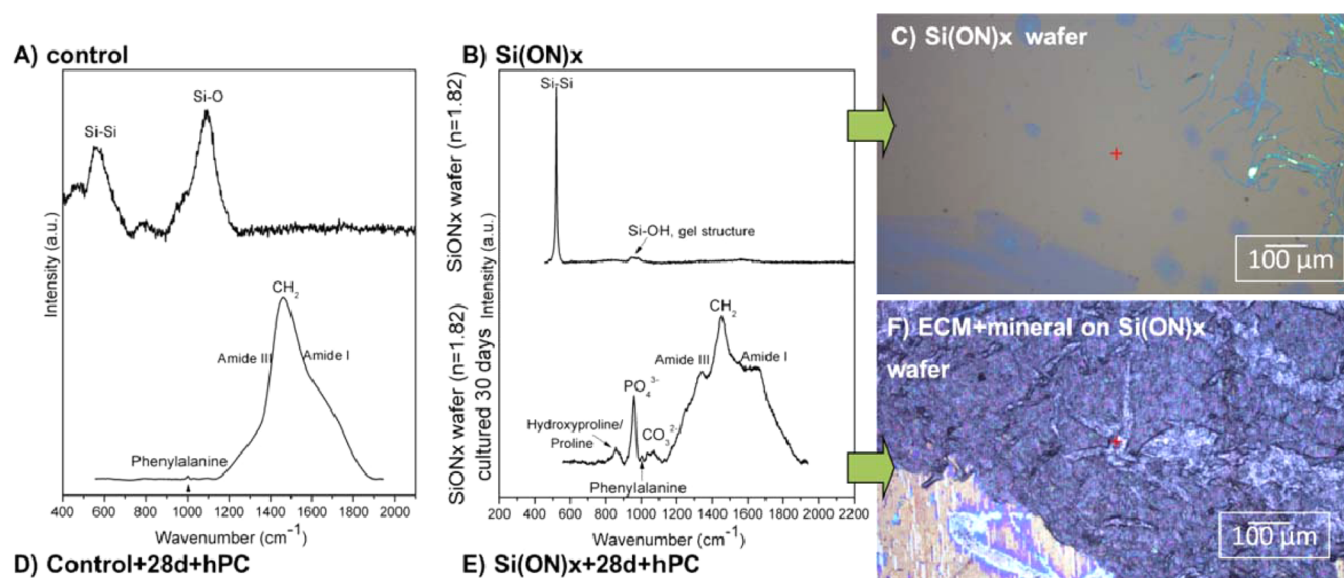 A) control
Si-Si
Si-O
CH2
Amide III
Amide I
Phenylalanine
Intensity (a.u.)
400 600 800 1000 1200 1400 1600 1800 2000
Wavenumber (cm-1)
D) Control+28d+hPC
B) Si(ON)x
SiONx wafer (n=1.82)
Si-Si
Si-OH, gel structure
SiONx wafer (n=1.82)
cultured 30 days
Intensity (a.u.)
CH2
Amide III
Amide I
PO4 3-
CO3 2-
Hydroxyproline/
Proline
Phenylalanine
200 400 600 800 1000 1200 1400 1600 1800 2000 2200
Wavenumber (cm-1)
E) Si(ON)x+28d+hPC
C) Si(ON)x wafer
100 µm
F) ECM+mineral on Si(ON)x
wafer
100 µm